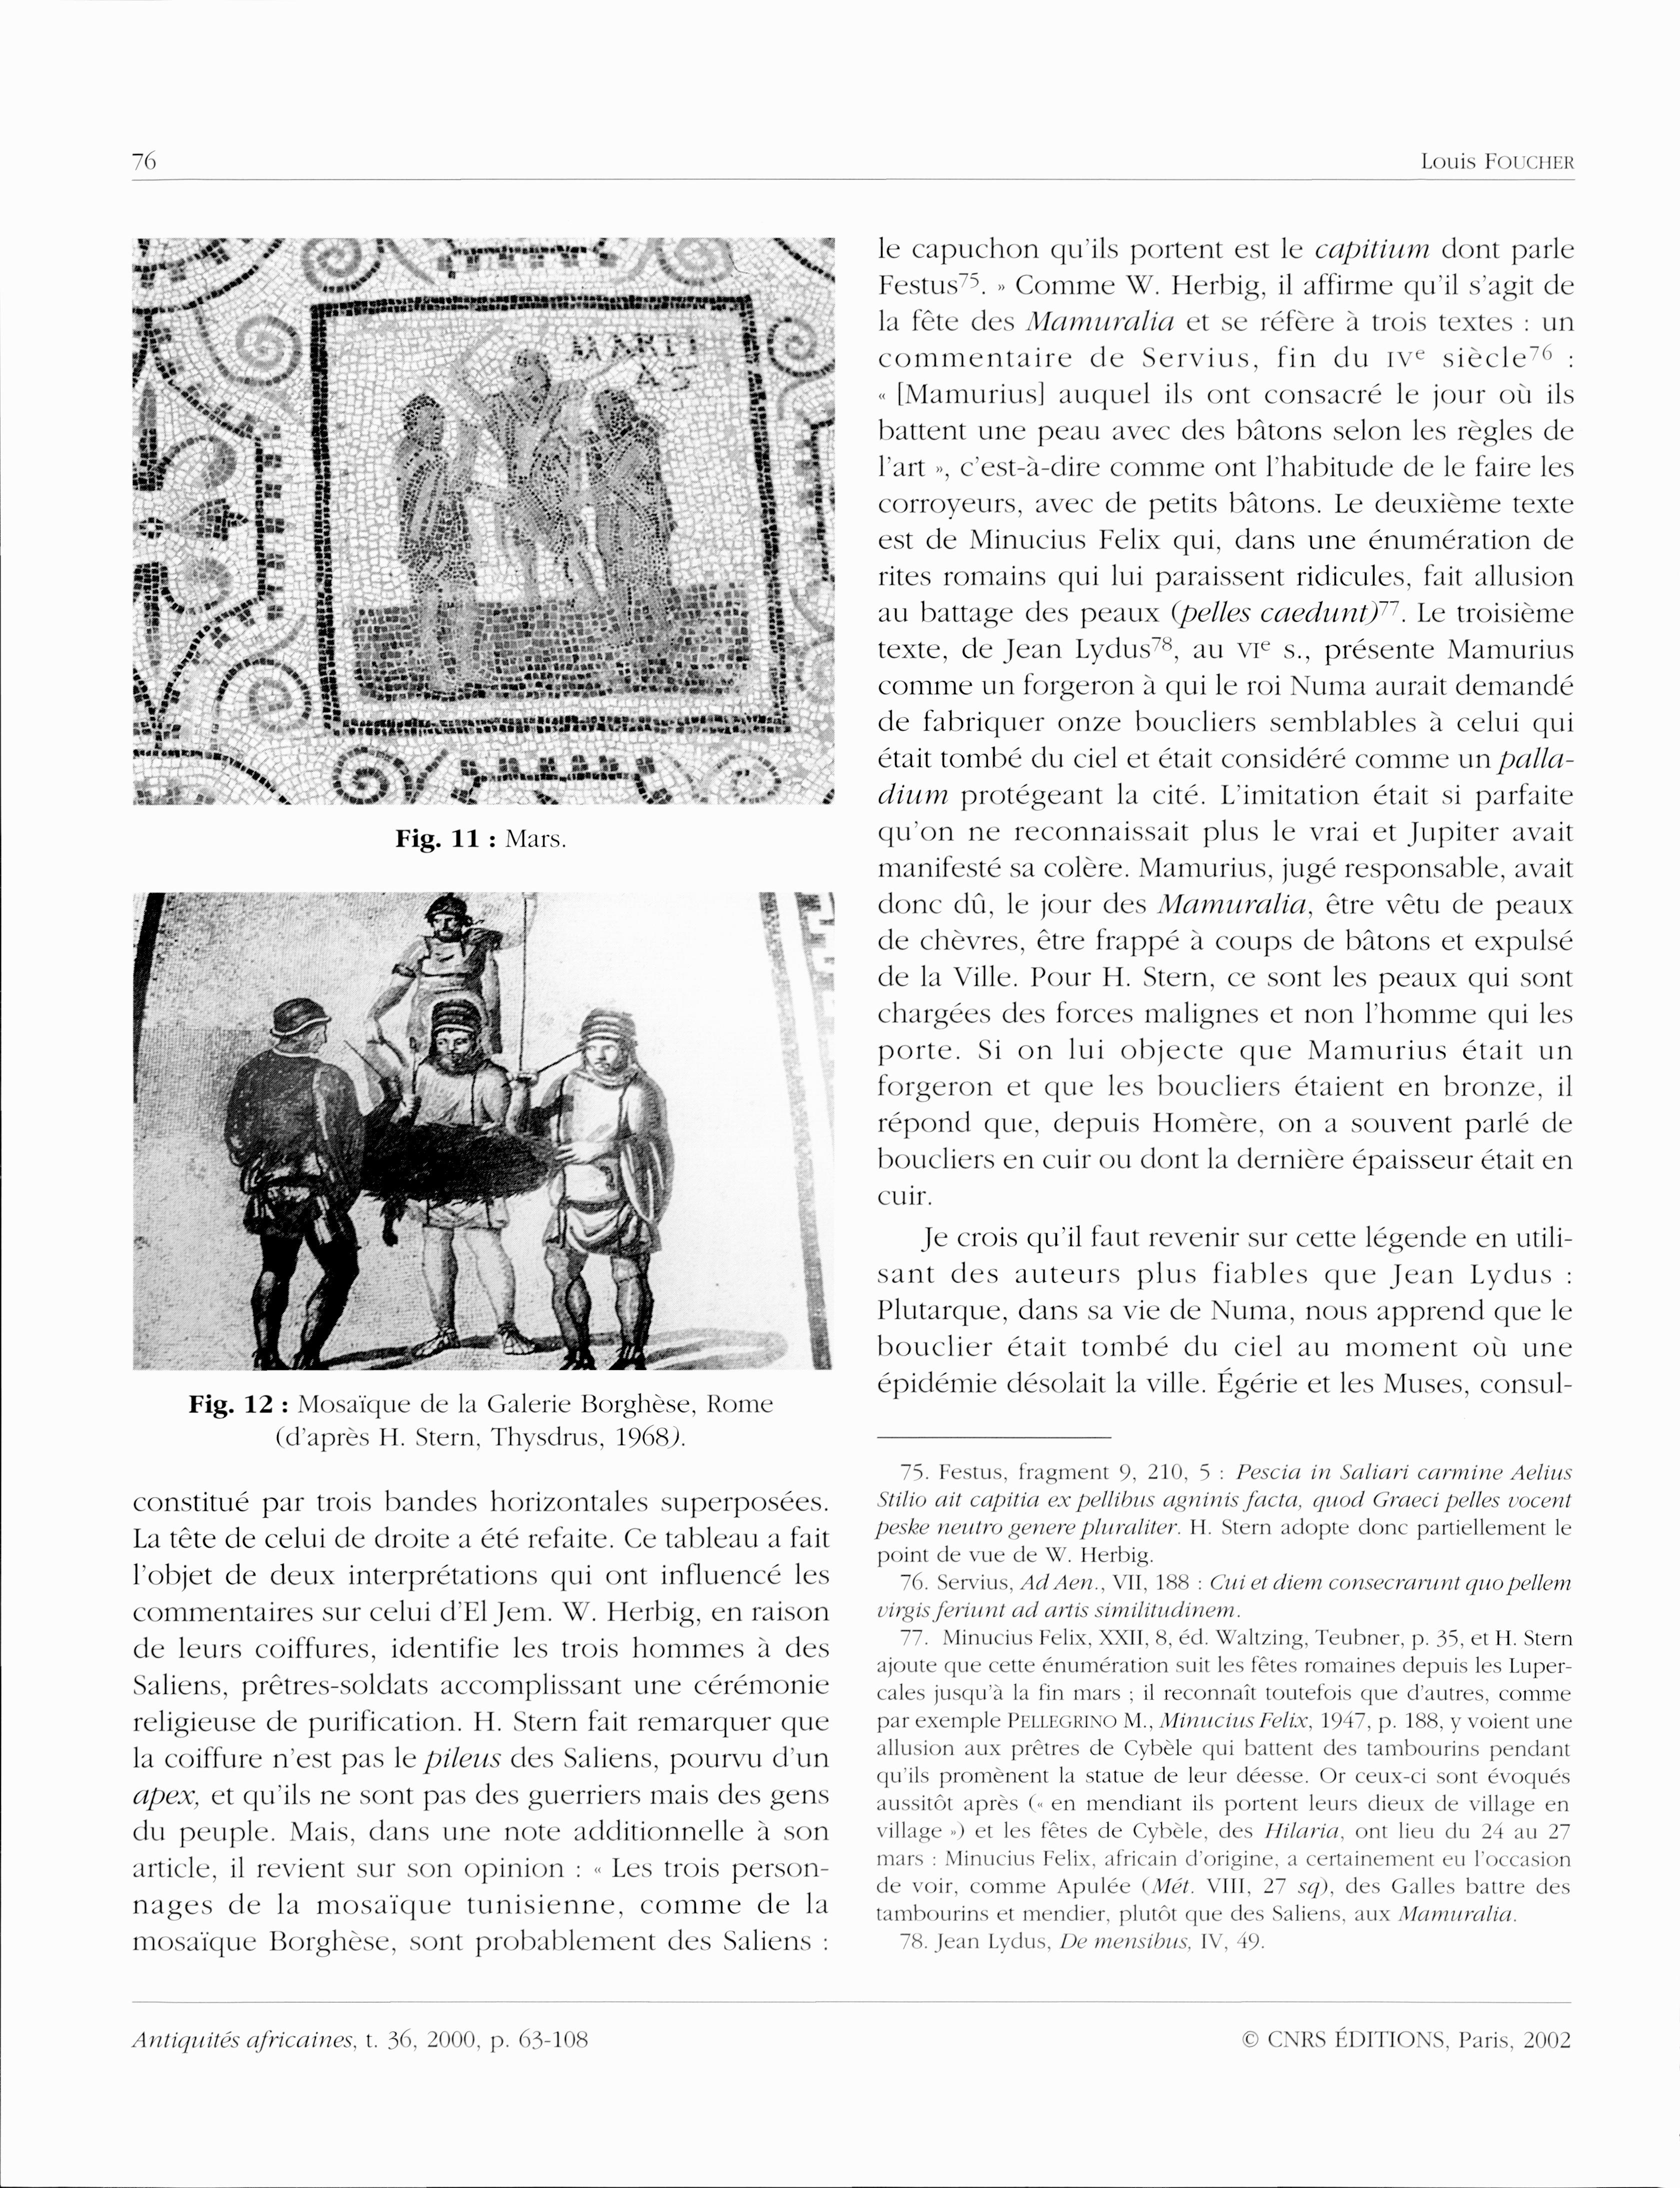 76
Louis FOUCHER
MARTI
AS
Fig. 11 : Mars.
Fig. 12 : Mosaïque de la Galerie Borghèse, Rome
(d'après H. Stern, Thysdrus, 1968).
constitué par trois bandes horizontales superposées.
La tête de celui de droite a été refaite. Ce tableau a fait
l'objet de deux interprétations qui ont influencé les
commentaires sur celui d'El Jem. W. Herbig, en raison
de leurs coiffures, identifie les trois hommes à des
Saliens, prêtres-soldats accomplissant une cérémonie
religieuse de purification. H. Stern fait remarquer que
la coiffure n'est pas le pileus des Saliens, pourvu d'un
apex, et qu'ils ne sont pas des guerriers mais des gens
du peuple. Mais, dans une note additionnelle à son
article, il revient sur son opinion : « Les trois person-
nages de la mosaïque tunisienne, comme de la
mosaïque Borghèse, sont probablement des Saliens :
le capuchon qu'ils portent est le capitium dont parle
Festus75. » Comme W. Herbig, il affirme qu'il s'agit de
la fête des Mamuralia et se réfère à trois textes : un
commentaire de Servius, fin du IVe siècle76 :
« [Mamurius] auquel ils ont consacré le jour où ils
battent une peau avec des bâtons selon les règles de
l'art », c'est-à-dire comme ont l'habitude de le faire les
corroyeurs, avec de petits bâtons. Le deuxième texte
est de Minucius Felix qui, dans une énumération de
rites romains qui lui paraissent ridicules, fait allusion
au battage des peaux (pelles caedunt)77. Le troisième
texte, de Jean Lydus78, au VIe s., présente Mamurius
comme un forgeron à qui le roi Numa aurait demandé
de fabriquer onze boucliers semblables à celui qui
était tombé du ciel et était considéré comme un palla-
dium protégeant la cité. L'imitation était si parfaite
qu'on ne reconnaissait plus le vrai et Jupiter avait
manifesté sa colère. Mamurius, jugé responsable, avait
donc dû, le jour des Mamuralia, être vêtu de peaux
de chèvres, être frappé à coups de bâtons et expulsé
de la Ville. Pour H. Stern, ce sont les peaux qui sont
chargées des forces malignes et non l'homme qui les
porte. Si on lui objecte que Mamurius était un
forgeron et que les boucliers étaient en bronze, il
répond que, depuis Homère, on a souvent parlé de
boucliers en cuir ou dont la dernière épaisseur était en
cuir.
Je crois qu'il faut revenir sur cette légende en utili-
sant des auteurs plus fiables que Jean Lydus :
Plutarque, dans sa vie de Numa, nous apprend que le
bouclier était tombé du ciel au moment où une
épidémie désolait la ville. Égérie et les Muses, consul-
75. Festus, fragment 9, 210, 5 : Pescia in Saliari carmine Aelius
Stilio ait capitia ex pellibus agninis facta, quod Graeci pelles vocent
peske neutro genere pluraliter. H. Stern adopte donc partiellement le
point de vue de W. Herbig.
76. Servius, Ad Aen., VII, 188 : Cui et diem consecrarunt quo pellem
virgis feriunt ad artis similitudinem.
77. Minucius Felix, XXII, 8, éd. Waltzing, Teubner, p. 35, et H. Stern
ajoute que cette énumération suit les fêtes romaines depuis les Luper-
cales jusqu'à la fin mars ; il reconnaît toutefois que d'autres, comme
par exemple PELLEGRINO M., Minucius Felix, 1947, p. 188, y voient une
allusion aux prêtres de Cybèle qui battent des tambourins pendant
qu'ils promènent la statue de leur déesse. Or ceux-ci sont évoqués
aussitôt après (« en mendiant ils portent leurs dieux de village en
village ») et les fêtes de Cybèle, des Hilaria, ont lieu du 24 au 27
mars : Minucius Felix, africain d'origine, a certainement eu l'occasion
de voir, comme Apulée (Mét. VIII, 27 sq), des Galles battre des
tambourins et mendier, plutôt que des Saliens, aux Mamuralia.
78. Jean Lydus, De mensibus, IV, 49.
Antiquités africaines, t. 36, 2000, p. 63-108
© CNRS ÉDITIONS, Paris, 2002